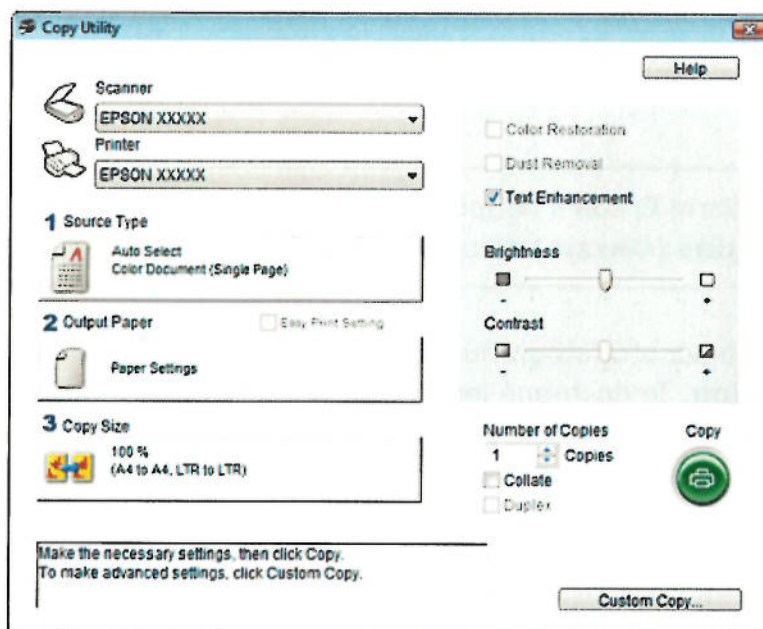 Copy Utility
Help
Scanner
EPSON XXXXX
Printer
EPSON XXXXX
Color Restoration
Dust Removal
Text Enhancement
1 Source Type
Auto Select
Color Document (Single Page)
Brightness
- +
2 Output Paper
Easy Print Setting
Paper Settings
Contrast
- +
3 Copy Size
100 %
(A4 to A4, LTR to LTR)
Number of Copies
1 Copies
Collate
Duplex
Copy
Make the necessary settings, then click Copy.
To make advanced settings, click Custom Copy.
Custom Copy...